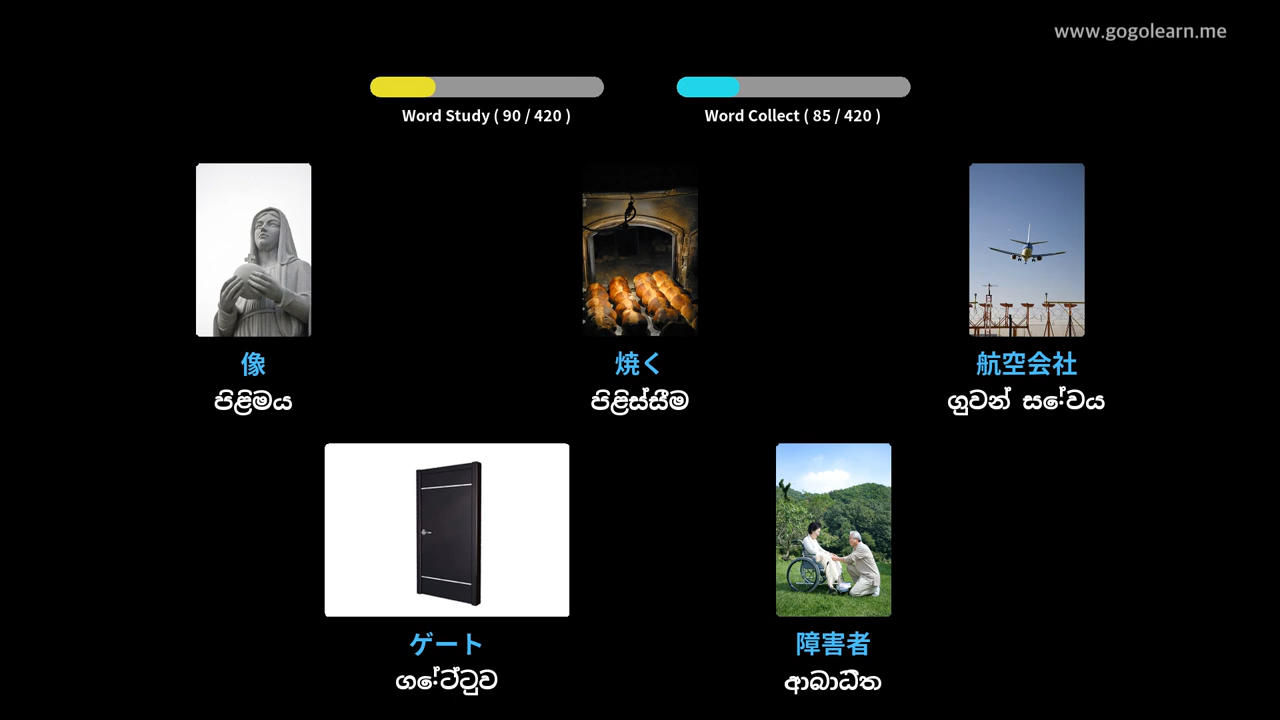 www.gogolearn.me
Word Study ( 90 / 420 )
Word Collect ( 85 / 420 )
像
පිළිමය
焼く
පිළිස්සීම
航空会社
ගුවන් සේවය
ゲート
ගේට්ටුව
障害者
ආබාධිත